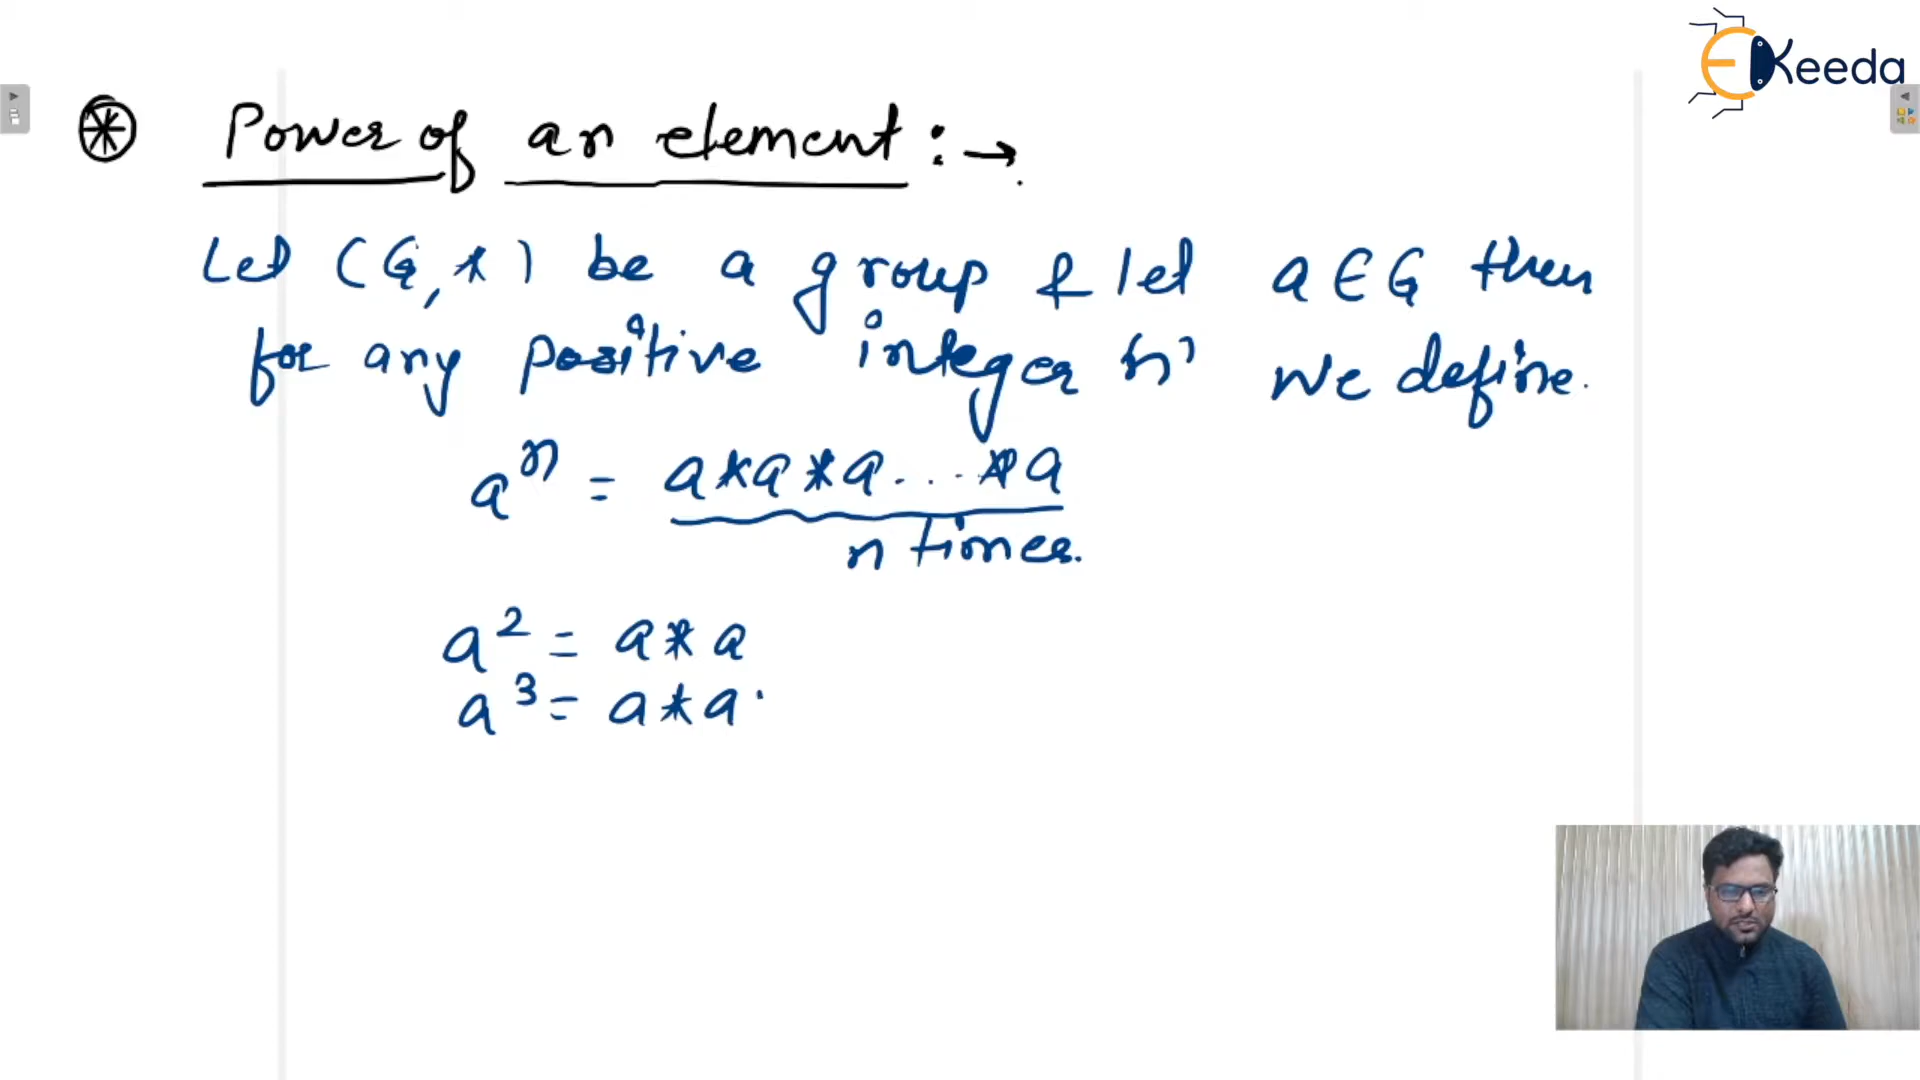 EKeeda
⊛ Power of an element :→
Let (G, *) be a group & let a ∈ G then
for any positive integer 'n' we define.
aⁿ = a * a * a .... * a
n times.
a² = a * a
a³ = a * a ·